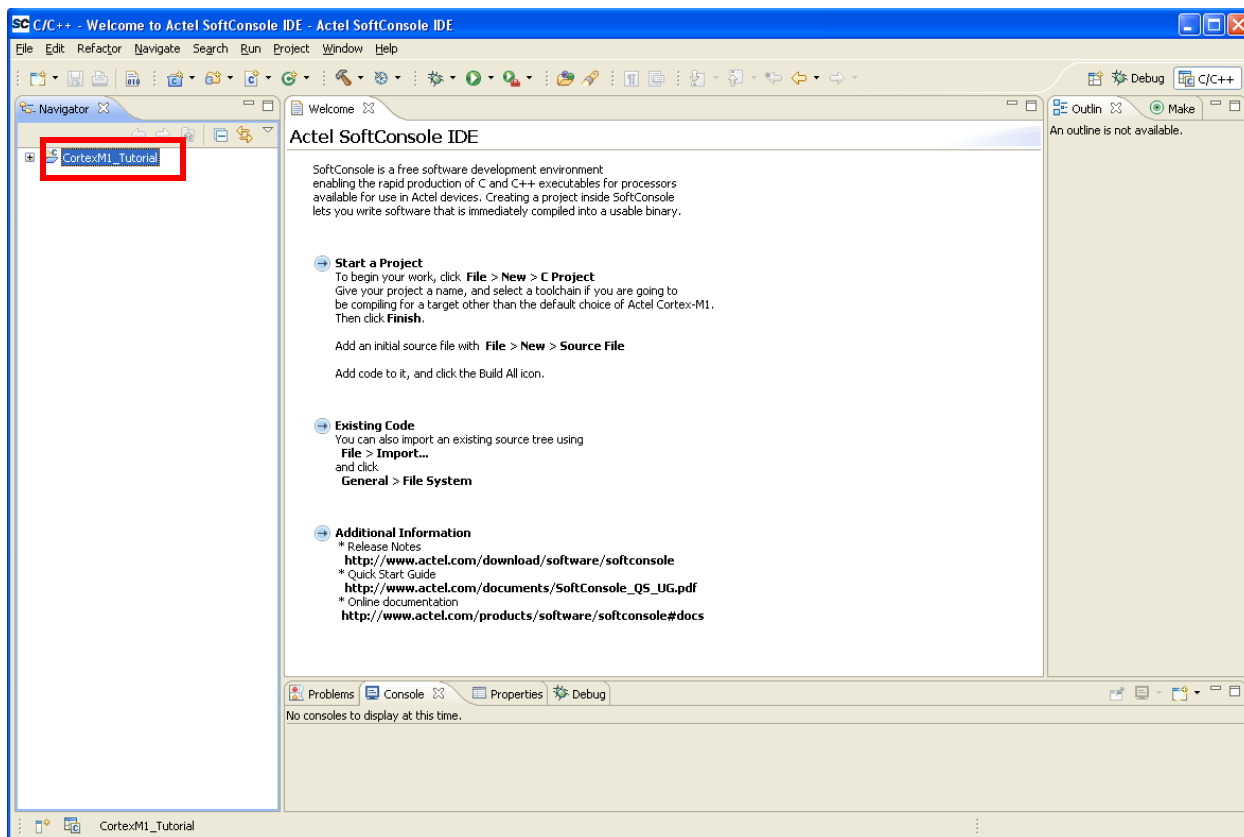 SC C/C++ - Welcome to Actel SoftConsole IDE - Actel SoftConsole IDE
File Edit Refactor Navigate Search Run Project Window Help
010
Debug C/C++
Navigator
CortexM1_Tutorial
Welcome
Actel SoftConsole IDE
SoftConsole is a free software development environment
enabling the rapid production of C and C++ executables for processors
available for use in Actel devices. Creating a project inside SoftConsole
lets you write software that is immediately compiled into a usable binary.
Start a Project
To begin your work, click File > New > C Project
Give your project a name, and select a toolchain if you are going to
be compiling for a target other than the default choice of Actel Cortex-M1.
Then click Finish.
Add an initial source file with File > New > Source File
Add code to it, and click the Build All icon.
Existing Code
You can also import an existing source tree using
File > Import...
and click
General > File System
Additional Information
* Release Notes
http://www.actel.com/download/software/softconsole
* Quick Start Guide
http://www.actel.com/documents/SoftConsole_QS_UG.pdf
* Online documentation
http://www.actel.com/products/software/softconsole#docs
Outlin Make
An outline is not available.
Problems Console Properties Debug
No consoles to display at this time.
CortexM1_Tutorial